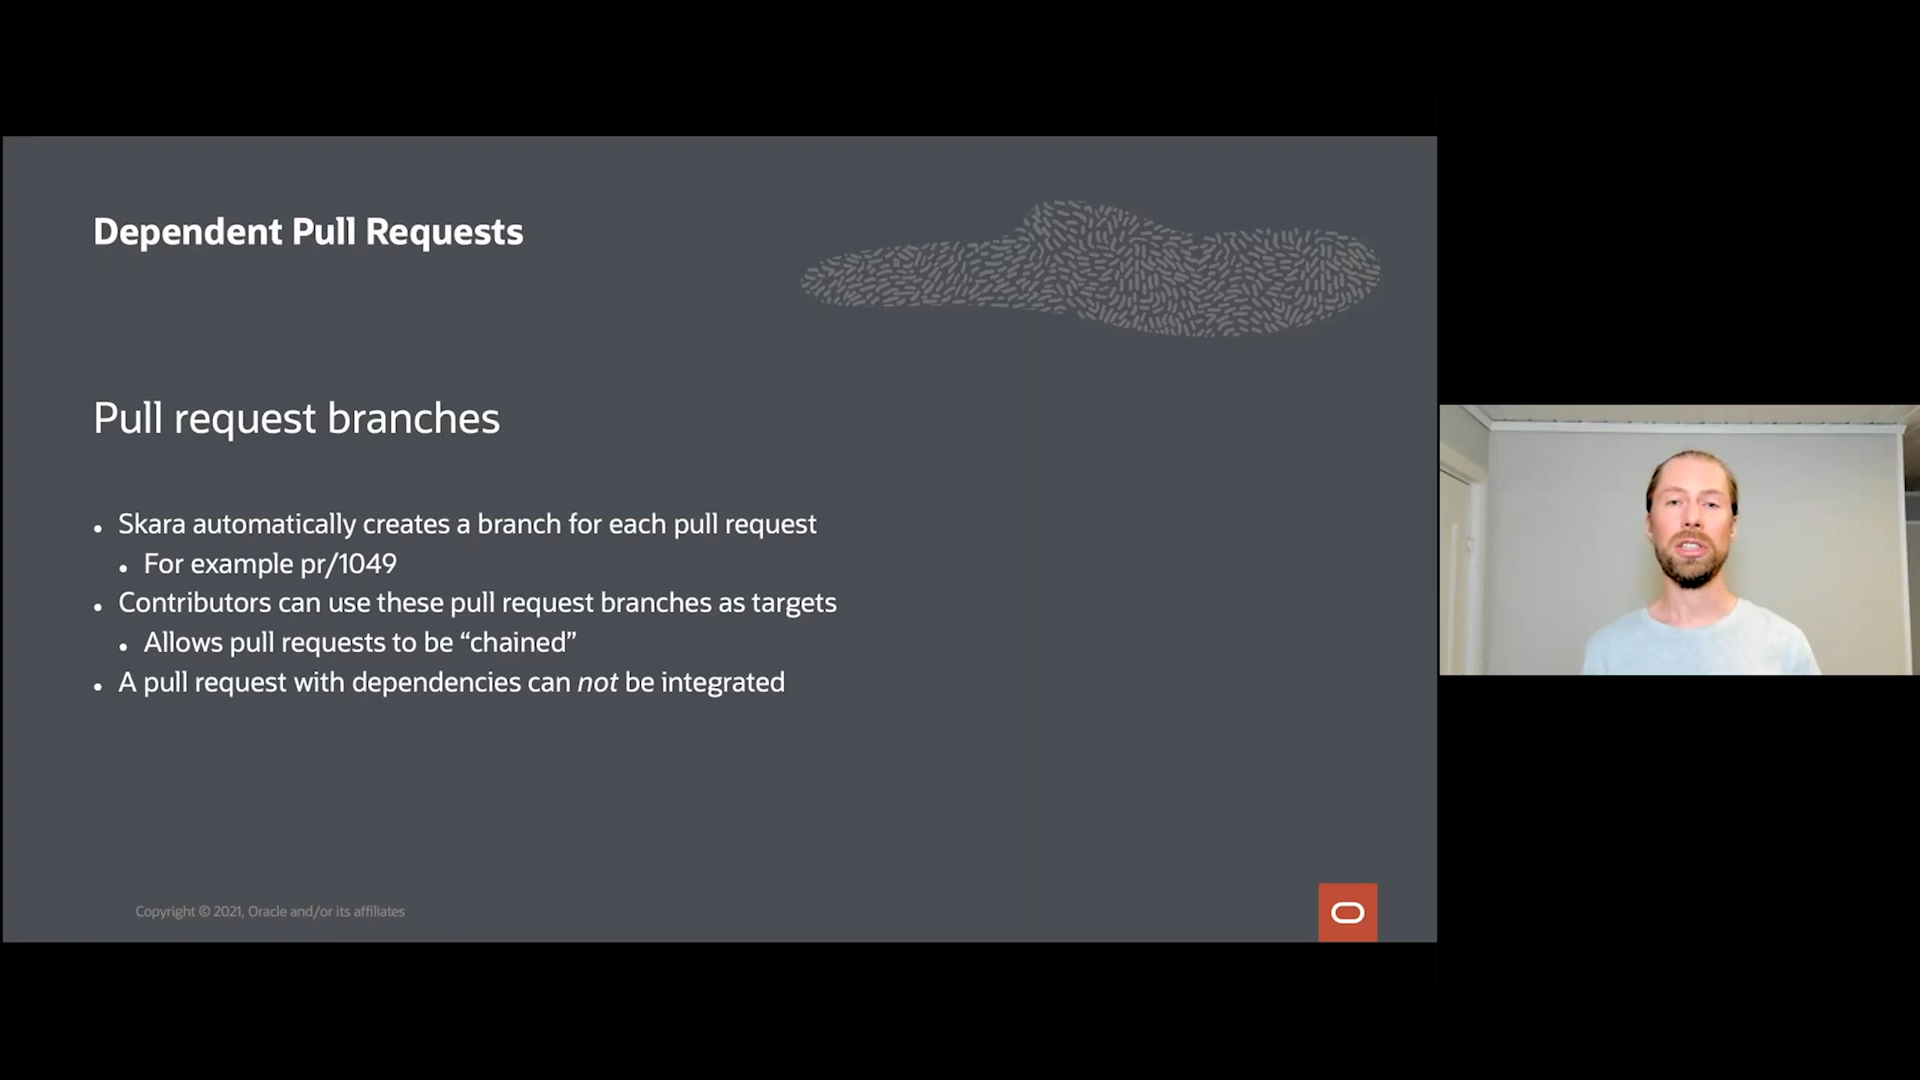 Dependent Pull Requests
Pull request branches
• Skara automatically creates a branch for each pull request
• For example pr/1049
• Contributors can use these pull request branches as targets
• Allows pull requests to be “chained”
• A pull request with dependencies can not be integrated
Copyright © 2021, Oracle and/or its affiliates